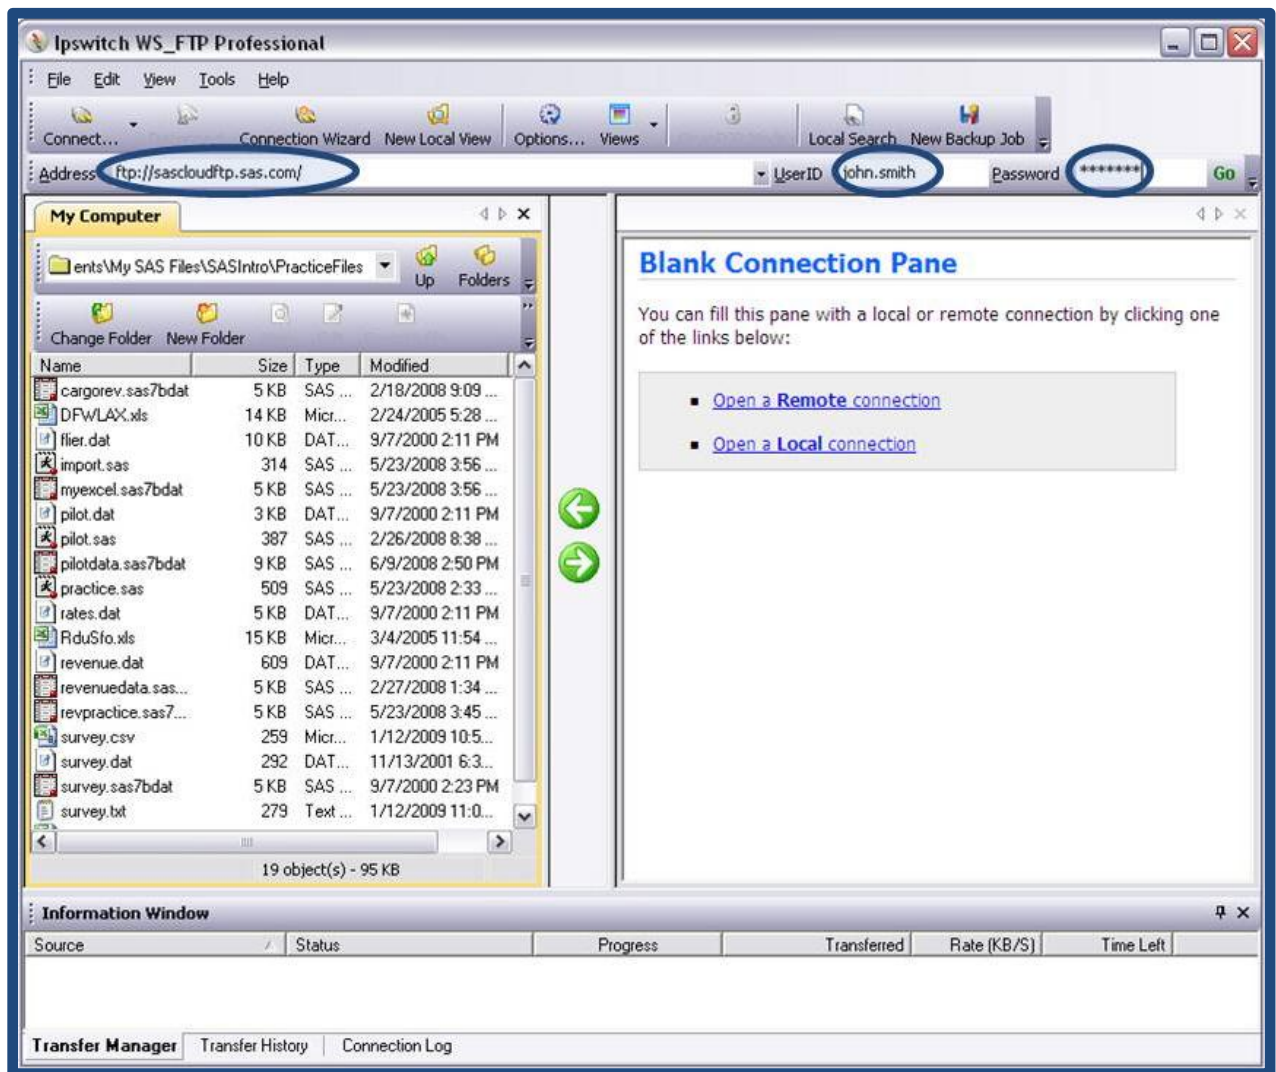 Ipswitch WS_FTP Professional
File Edit View Tools Help
Connect... Connection Wizard New Local View Options... Views Local Search New Backup Job
Address ftp://sascloudftp.sas.com/ UserID john.smith Password ******* Go
My Computer
ents\My SAS Files\SASIntro\PracticeFiles Up Folders
Change Folder New Folder
Name Size Type Modified
cargorev.sas7bdat 5 KB SAS ... 2/18/2008 9:09 ...
DFWLAX.xls 14 KB Micr... 2/24/2005 5:28 ...
flier.dat 10 KB DAT... 9/7/2000 2:11 PM
import.sas 314 SAS ... 5/23/2008 3:56 ...
myexcel.sas7bdat 5 KB SAS ... 5/23/2008 3:56 ...
pilot.dat 3 KB DAT... 9/7/2000 2:11 PM
pilot.sas 387 SAS ... 2/26/2008 8:38 ...
pilotdata.sas7bdat 9 KB SAS ... 6/9/2008 2:50 PM
practice.sas 509 SAS ... 5/23/2008 2:33 ...
rates.dat 5 KB DAT... 9/7/2000 2:11 PM
RduSfo.xls 15 KB Micr... 3/4/2005 11:54 ...
revenue.dat 609 DAT... 9/7/2000 2:11 PM
revenuedata.sas... 5 KB SAS ... 2/27/2008 1:34 ...
revpractice.sas7... 5 KB SAS ... 5/23/2008 3:45 ...
survey.csv 259 Micr... 1/12/2009 10:5...
survey.dat 292 DAT... 11/13/2001 6:3...
survey.sas7bdat 5 KB SAS ... 9/7/2000 2:23 PM
survey.txt 279 Text ... 1/12/2009 11:0...
19 object(s) - 95 KB
Blank Connection Pane
You can fill this pane with a local or remote connection by clicking one
of the links below:
Open a Remote connection
Open a Local connection
Information Window
Source Status Progress Transferred Rate (KB/S) Time Left
Transfer Manager Transfer History Connection Log